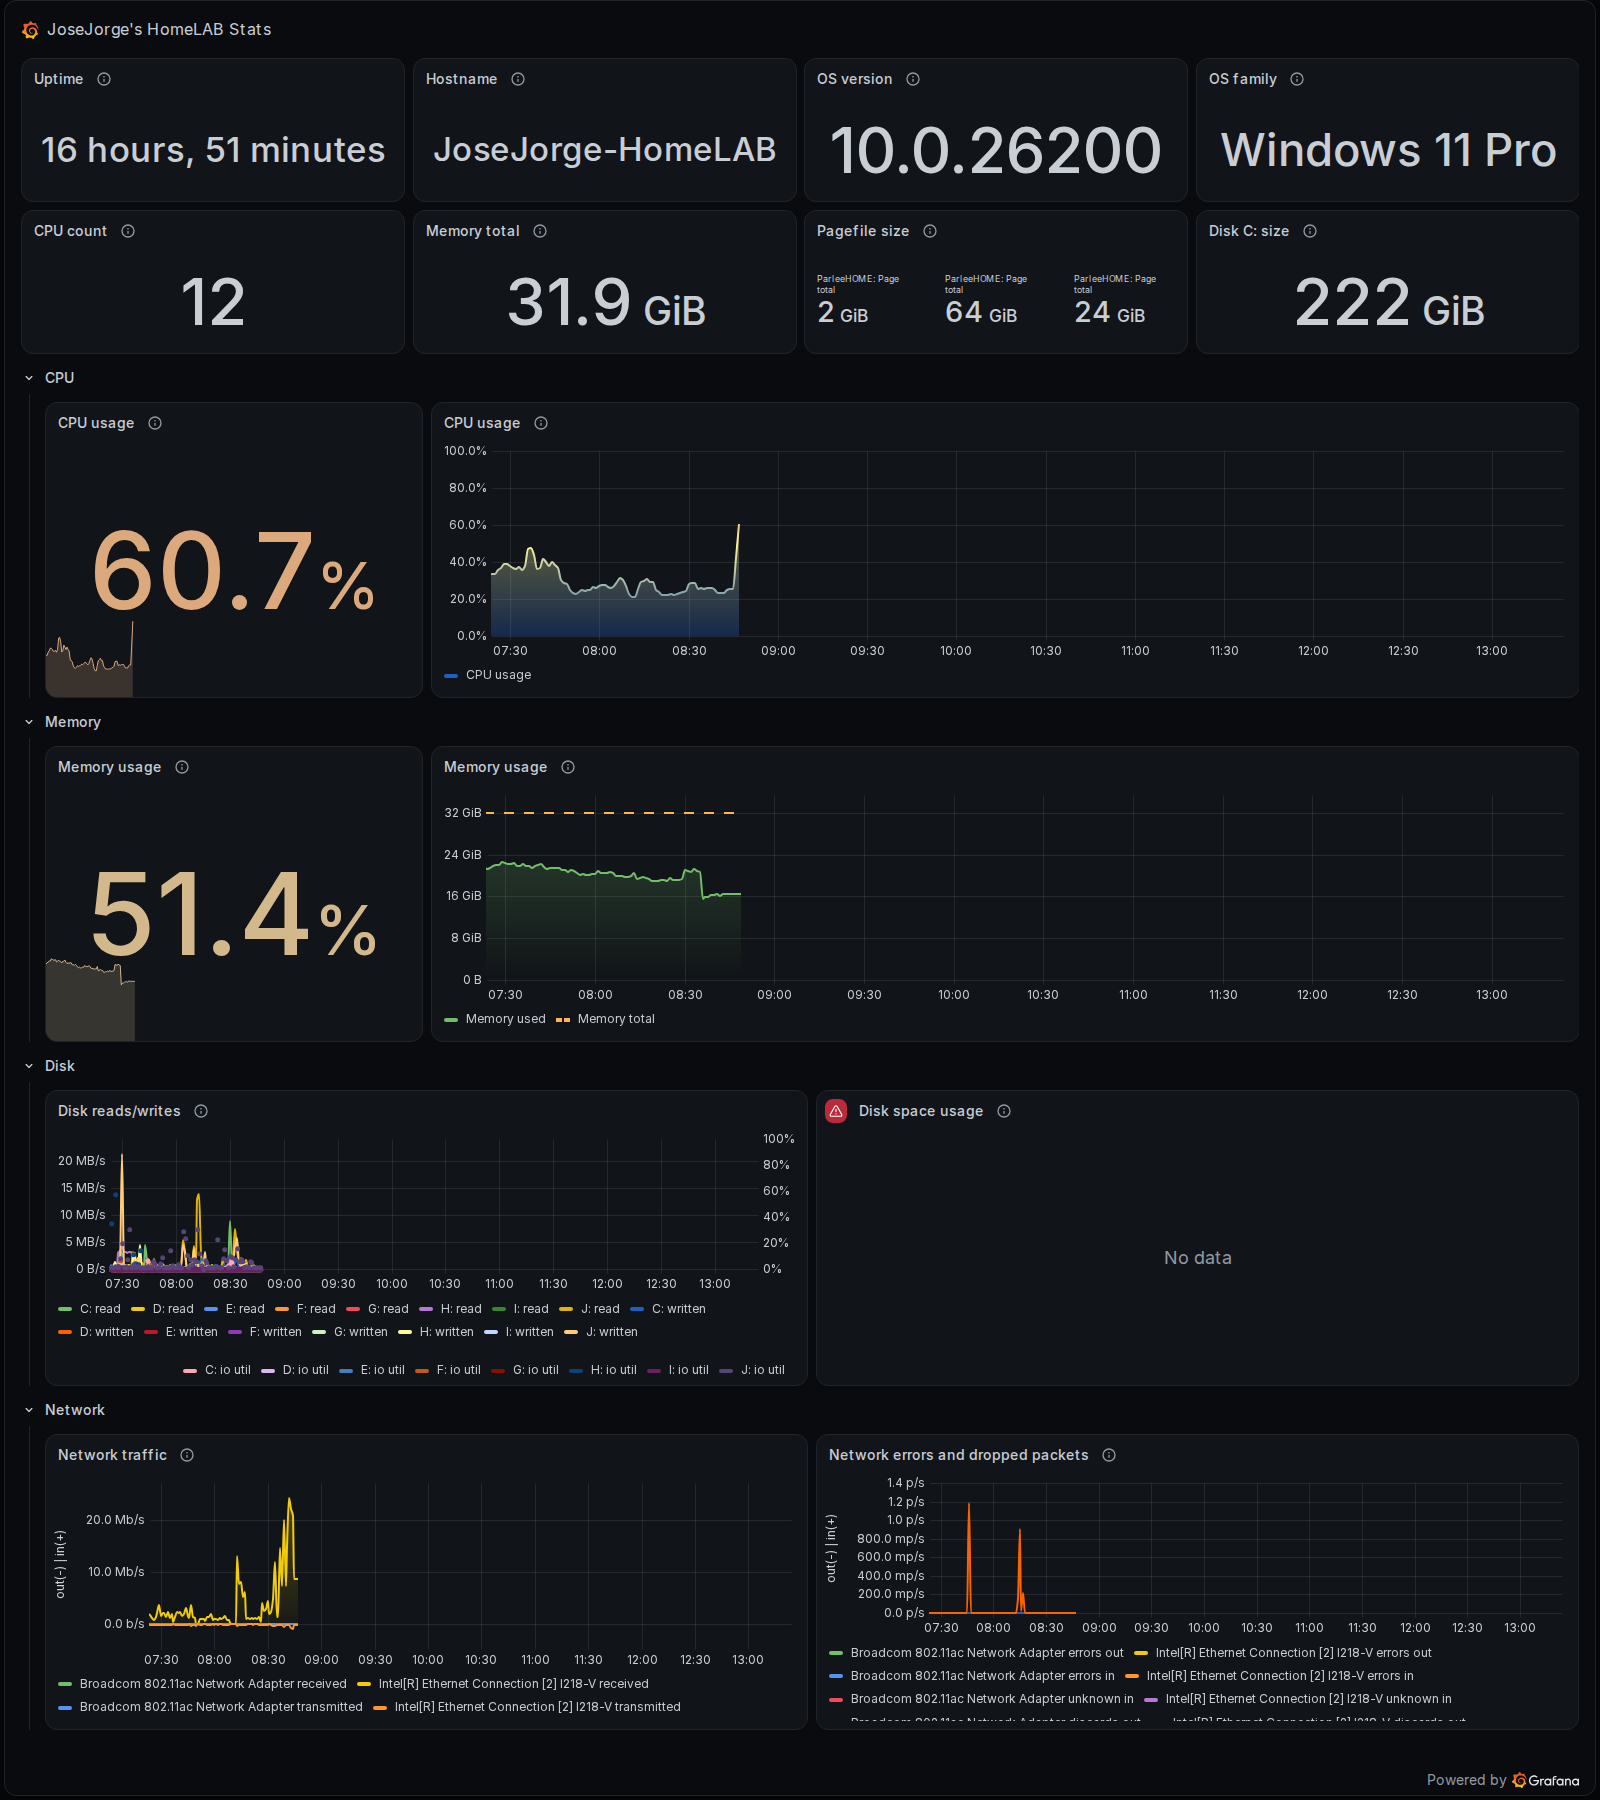 JoseJorge's HomeLAB Stats
Uptime
Hostname
OS version
OS family
16 hours, 51 minutes
JoseJorge-HomeLAB
10.0.26200
Windows 11 Pro
CPU count
Memory total
Pagefile size
Disk C: size
12
31.9 GiB
ParleeHOME: Page total
2 GiB
ParleeHOME: Page total
64 GiB
ParleeHOME: Page total
24 GiB
222 GiB
CPU
CPU usage
60.7%
CPU usage
100.0%
80.0%
60.0%
40.0%
20.0%
0.0%
07:30 08:00 08:30 09:00 09:30 10:00 10:30 11:00 11:30 12:00 12:30 13:00
CPU usage
Memory
Memory usage
51.4%
Memory usage
32 GiB
24 GiB
16 GiB
8 GiB
0 B
07:30 08:00 08:30 09:00 09:30 10:00 10:30 11:00 11:30 12:00 12:30 13:00
Memory used Memory total
Disk
Disk reads/writes
20 MB/s
15 MB/s
10 MB/s
5 MB/s
0 B/s
100%
80%
60%
40%
20%
0%
07:30 08:00 08:30 09:00 09:30 10:00 10:30 11:00 11:30 12:00 12:30 13:00
C: read D: read E: read F: read G: read H: read I: read J: read C: written
D: written E: written F: written G: written H: written I: written J: written
C: io util D: io util E: io util F: io util G: io util H: io util I: io util J: io util
Disk space usage
No data
Network
Network traffic
out(-) | in(+)
20.0 Mb/s
10.0 Mb/s
0.0 b/s
07:30 08:00 08:30 09:00 09:30 10:00 10:30 11:00 11:30 12:00 12:30 13:00
Broadcom 802.11ac Network Adapter received Intel[R] Ethernet Connection [2] I218-V received
Broadcom 802.11ac Network Adapter transmitted Intel[R] Ethernet Connection [2] I218-V transmitted
Network errors and dropped packets
out(-) | in(+)
1.4 p/s
1.2 p/s
1.0 p/s
800.0 mp/s
600.0 mp/s
400.0 mp/s
200.0 mp/s
0.0 p/s
07:30 08:00 08:30 09:00 09:30 10:00 10:30 11:00 11:30 12:00 12:30 13:00
Broadcom 802.11ac Network Adapter errors out Intel[R] Ethernet Connection [2] I218-V errors out
Broadcom 802.11ac Network Adapter errors in Intel[R] Ethernet Connection [2] I218-V errors in
Broadcom 802.11ac Network Adapter unknown in Intel[R] Ethernet Connection [2] I218-V unknown in
Broadcom 802.11ac Network Adapter discards out Intel[R] Ethernet Connection [2] I218-V discards out
Powered by Grafana